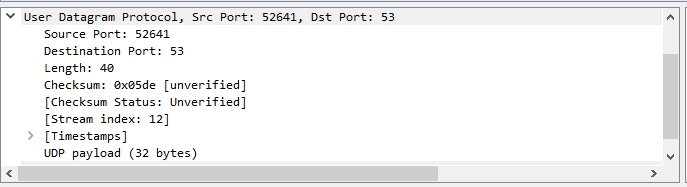 User Datagram Protocol, Src Port: 52641, Dst Port: 53
Source Port: 52641
Destination Port: 53
Length: 40
Checksum: 0x05de [unverified]
[Checksum Status: Unverified]
[Stream index: 12]
[Timestamps]
UDP payload (32 bytes)